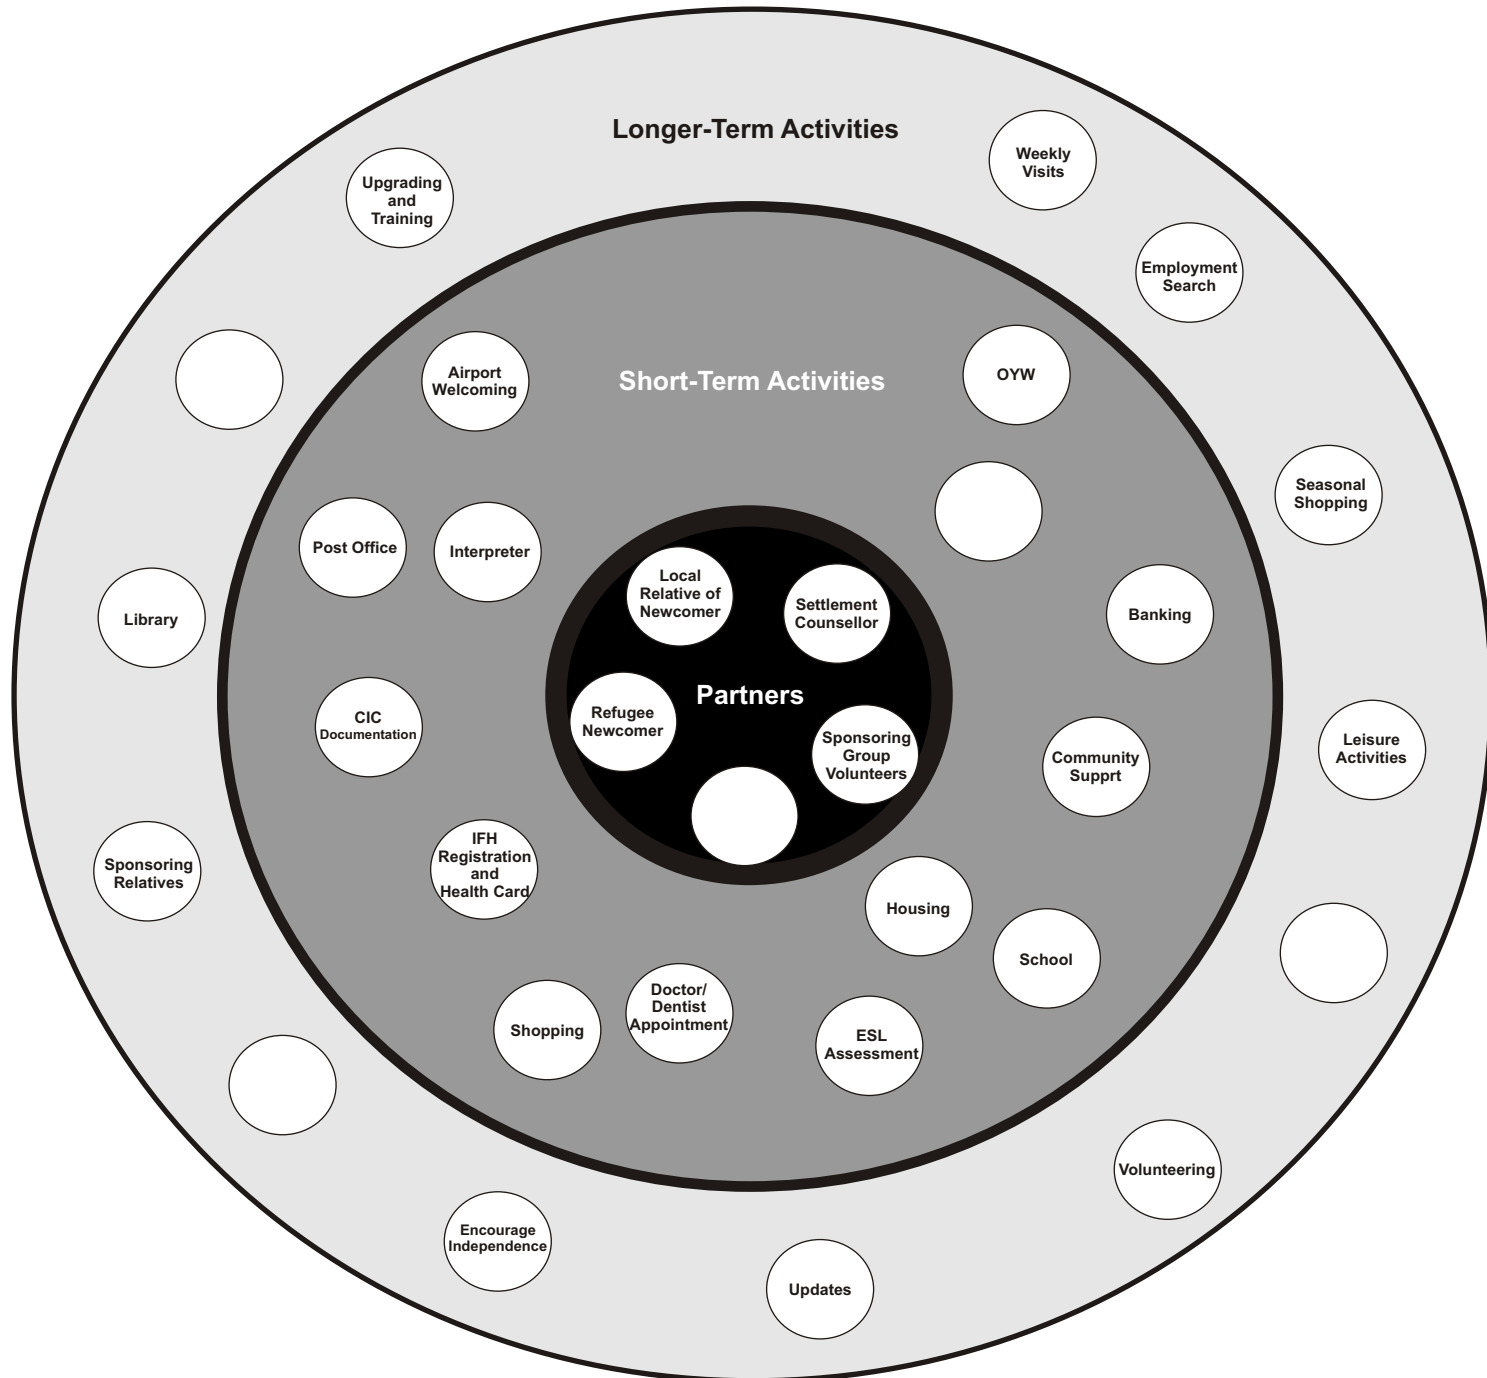 Longer-Term Activities
Weekly
Visits
Upgrading
and
Training
Employment
Search
Airport
Welcoming
Short-Term Activities
OYW
Seasonal
Shopping
Post Office
Interpreter
Local
Relative of
Newcomer
Settlement
Counsellor
Banking
Library
Partners
CIC
Documentation
Refugee
Newcomer
Sponsoring
Group
Volunteers
Community
Supprt
Leisure
Activities
Sponsoring
Relatives
IFH
Registration
and
Health Card
Housing
School
Shopping
Doctor/
Dentist
Appointment
ESL
Assessment
Volunteering
Encourage
Independence
Updates